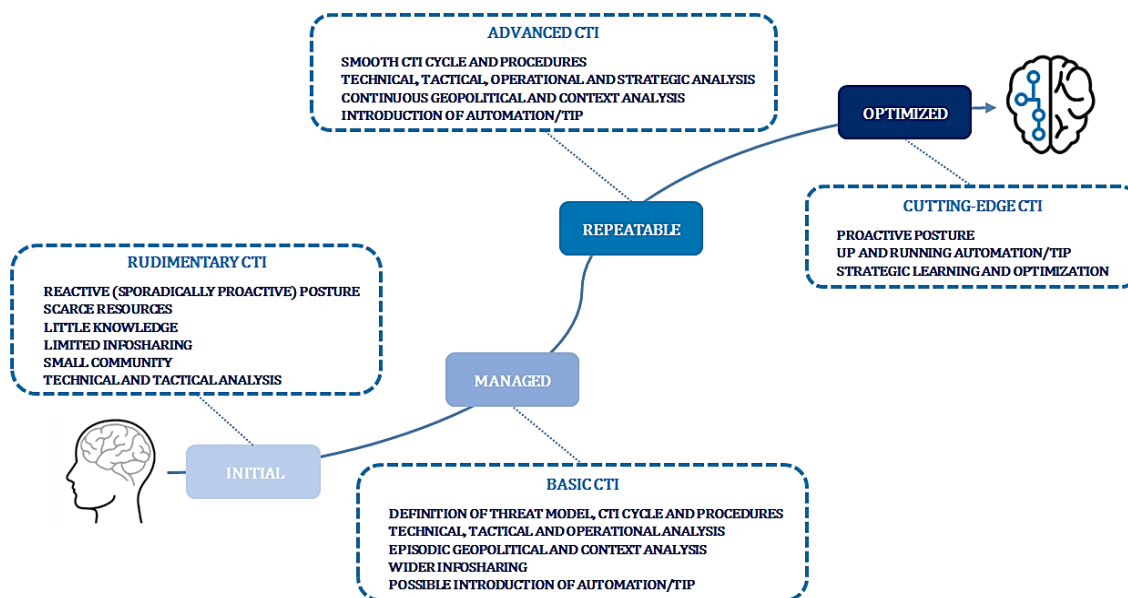 ADVANCED CTI
SMOOTH CTI CYCLE AND PROCEDURES
TECHNICAL, TACTICAL, OPERATIONAL AND STRATEGIC ANALYSIS
CONTINUOUS GEOPOLITICAL AND CONTEXT ANALYSIS
INTRODUCTION OF AUTOMATION/TIP
OPTIMIZED
CUTTING-EDGE CTI
PROACTIVE POSTURE
UP AND RUNNING AUTOMATION/TIP
STRATEGIC LEARNING AND OPTIMIZATION
REPEATABLE
RUDIMENTARY CTI
REACTIVE (SPORADICALLY PROACTIVE) POSTURE
SCARCE RESOURCES
LITTLE KNOWLEDGE
LIMITED INFOSHARING
SMALL COMMUNITY
TECHNICAL AND TACTICAL ANALYSIS
MANAGED
INITIAL
BASIC CTI
DEFINITION OF THREAT MODEL, CTI CYCLE AND PROCEDURES
TECHNICAL, TACTICAL AND OPERATIONAL ANALYSIS
EPISODIC GEOPOLITICAL AND CONTEXT ANALYSIS
WIDER INFOSHARING
POSSIBLE INTRODUCTION OF AUTOMATION/TIP